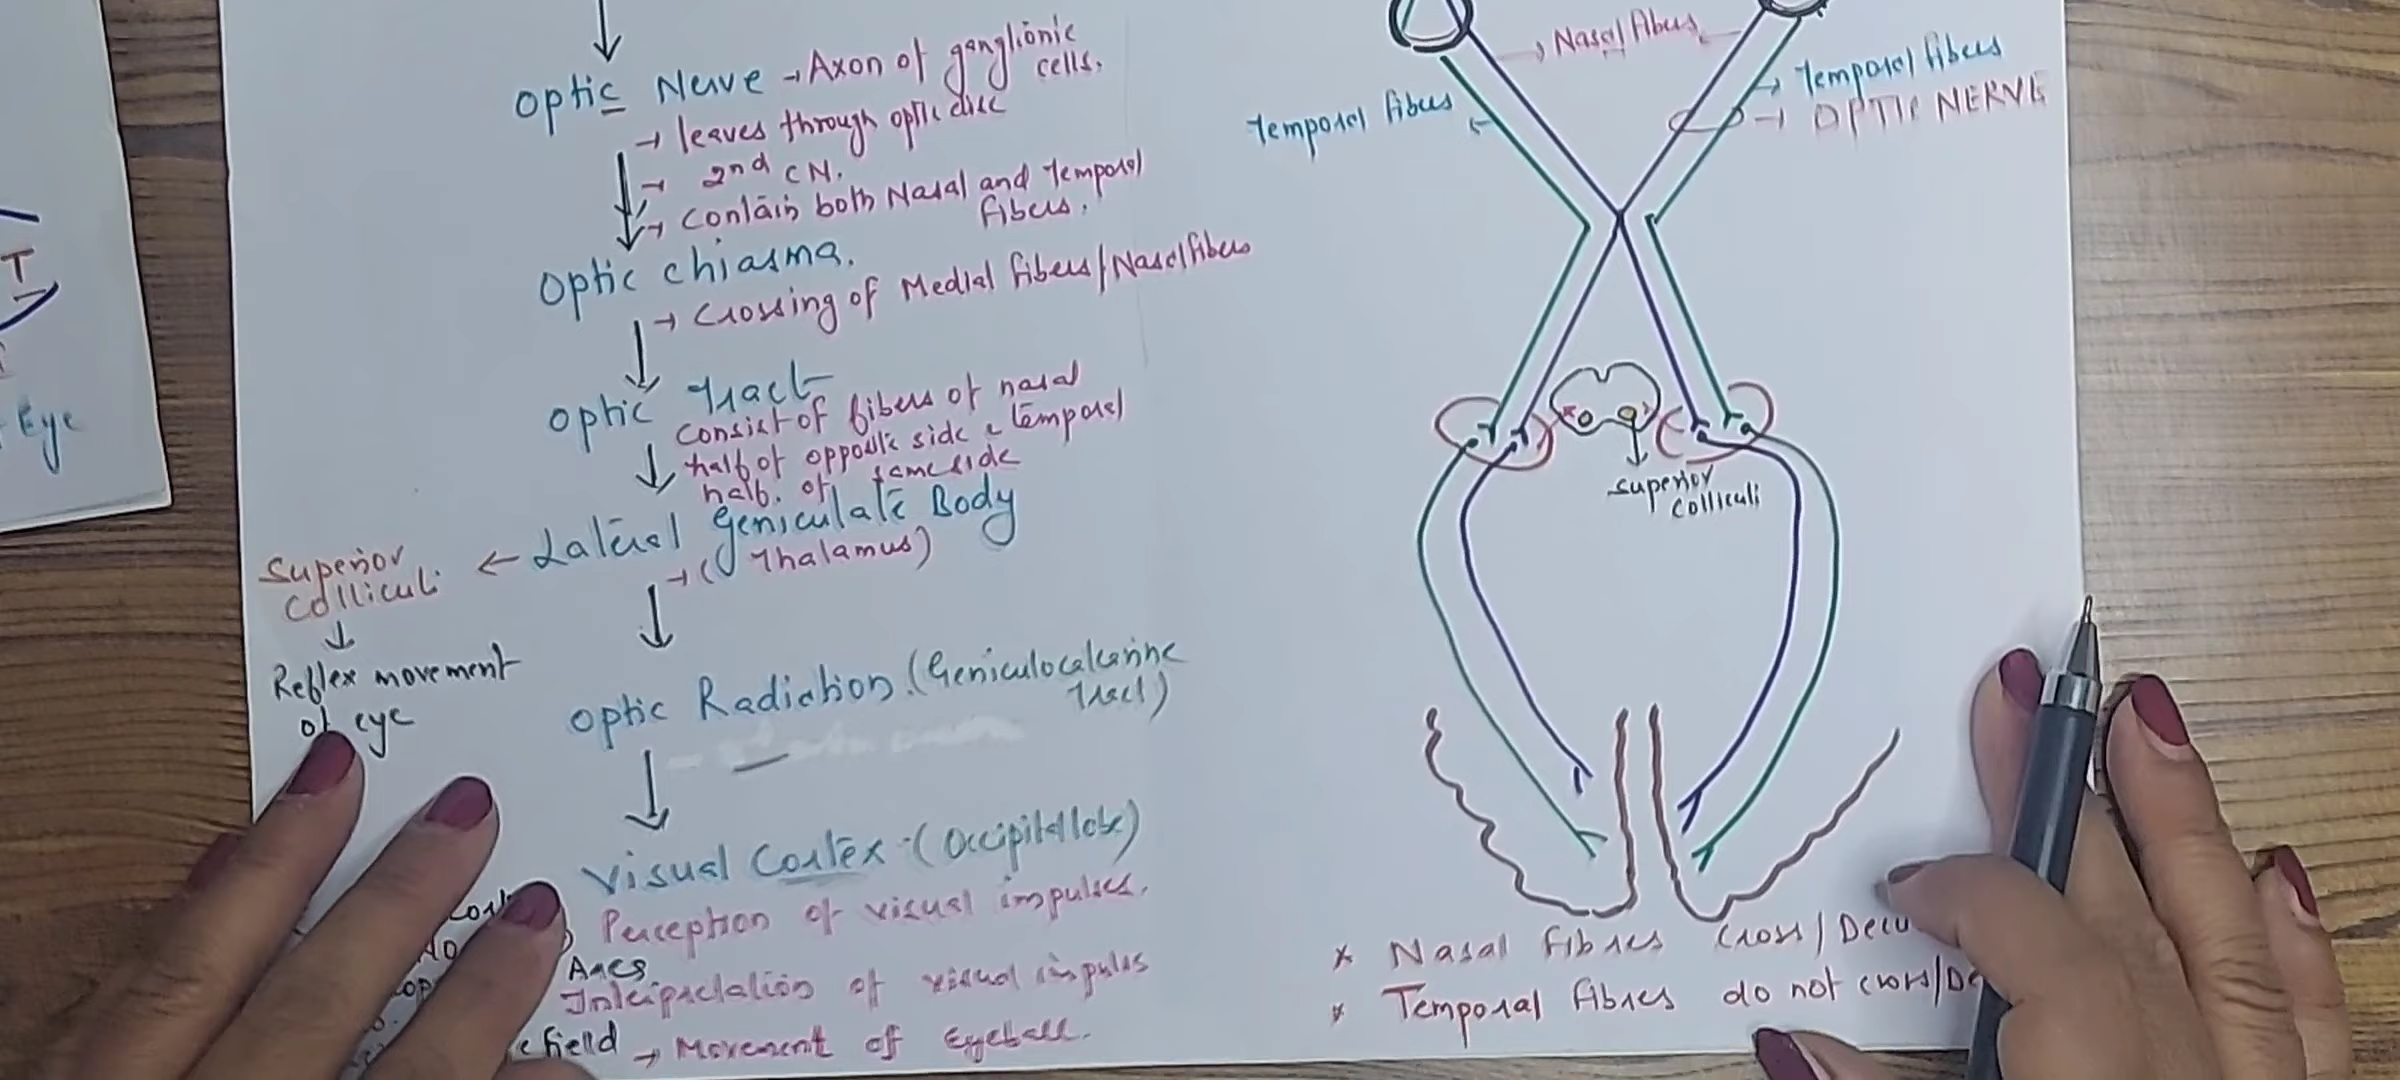 T
Eye
Optic Nerve → Axon of ganglionic
cells.
→ leaves through optic disc
→ 2nd CN.
→ Contain both Nasal and Temporal
fibers.
Optic chiasma.
→ Crossing of Medial fibers/Nasal fibers
Optic Tract
consist of fibers of nasal
half of opposite side & temporal
half. of same side
Superior
Colliculi
← Lateral Geniculate Body
→ (Thalamus)
Reflex movement
of eye
Optic Radiation. (Geniculocalcarine
Tract)
Visual Cortex (Occipital lobe)
Perception of visual impulses.
Interpretation of visual impulses
field → Movement of Eyeball.
Nasal fibers
Temporal fibers
Temporal fibers
→ OPTIC NERVE
Superior
Colliculi
* Nasal fibres Cross/Decu
* Temporal fibres do not cross/De